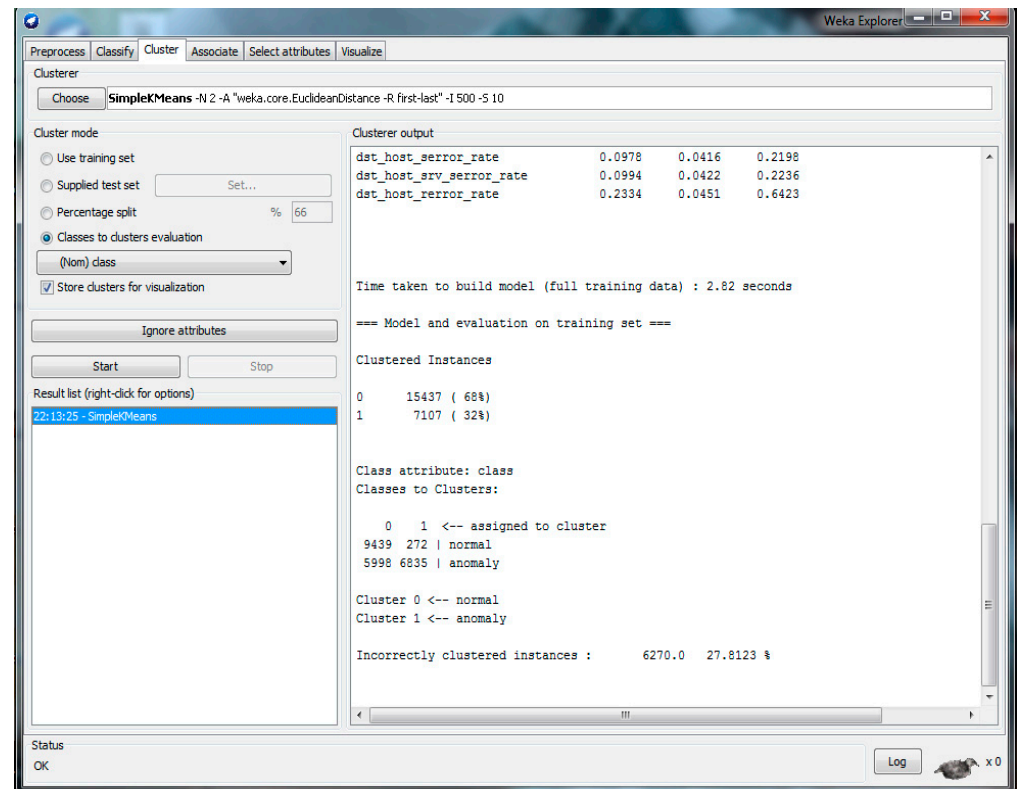 Weka Explorer
Preprocess Classify Cluster Associate Select attributes Visualize
Clusterer
Choose SimpleKMeans -N 2 -A "weka.core.EuclideanDistance -R first-last" -I 500 -S 10
Cluster mode
Use training set
Supplied test set Set...
Percentage split % 66
Classes to clusters evaluation
(Nom) class
Store clusters for visualization
Ignore attributes
Start Stop
Result list (right-click for options)
22:13:25 - SimpleKMeans
Clusterer output
dst_host_serror_rate 0.0978 0.0416 0.2198
dst_host_srv_serror_rate 0.0994 0.0422 0.2236
dst_host_rerror_rate 0.2334 0.0451 0.6423
Time taken to build model (full training data) : 2.82 seconds
=== Model and evaluation on training set ===
Clustered Instances
0 15437 ( 68%)
1 7107 ( 32%)
Class attribute: class
Classes to Clusters:
0 1 <-- assigned to cluster
9439 272 | normal
5998 6835 | anomaly
Cluster 0 <-- normal
Cluster 1 <-- anomaly
Incorrectly clustered instances : 6270.0 27.8123 %
Status
OK
Log x 0